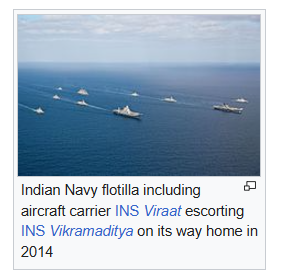 Indian Navy flotilla including
aircraft carrier INS Viraat escorting
INS Vikramaditya on its way home in
2014